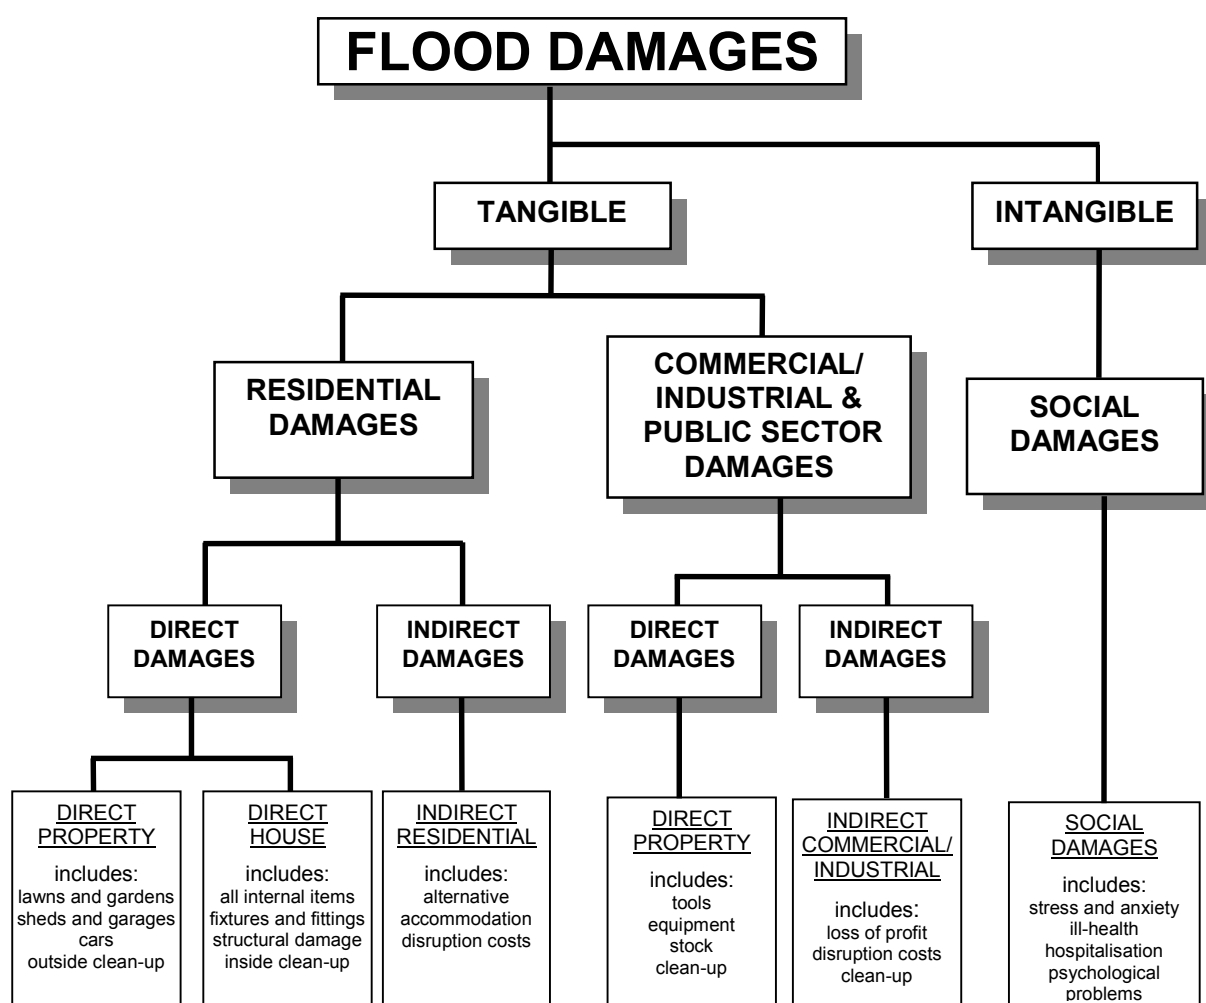 FLOOD DAMAGES
TANGIBLE
INTANGIBLE
RESIDENTIAL
DAMAGES
COMMERCIAL/
INDUSTRIAL &
PUBLIC SECTOR
DAMAGES
SOCIAL
DAMAGES
DIRECT
DAMAGES
INDIRECT
DAMAGES
DIRECT
DAMAGES
INDIRECT
DAMAGES
DIRECT
PROPERTY
includes:
lawns and gardens
sheds and garages
cars
outside clean-up
DIRECT
HOUSE
includes:
all internal items
fixtures and fittings
structural damage
inside clean-up
INDIRECT
RESIDENTIAL
includes:
alternative
accommodation
disruption costs
DIRECT
PROPERTY
includes:
tools
equipment
stock
clean-up
INDIRECT
COMMERCIAL/
INDUSTRIAL
includes:
loss of profit
disruption costs
clean-up
SOCIAL
DAMAGES
includes:
stress and anxiety
ill-health
hospitalisation
psychological
problems